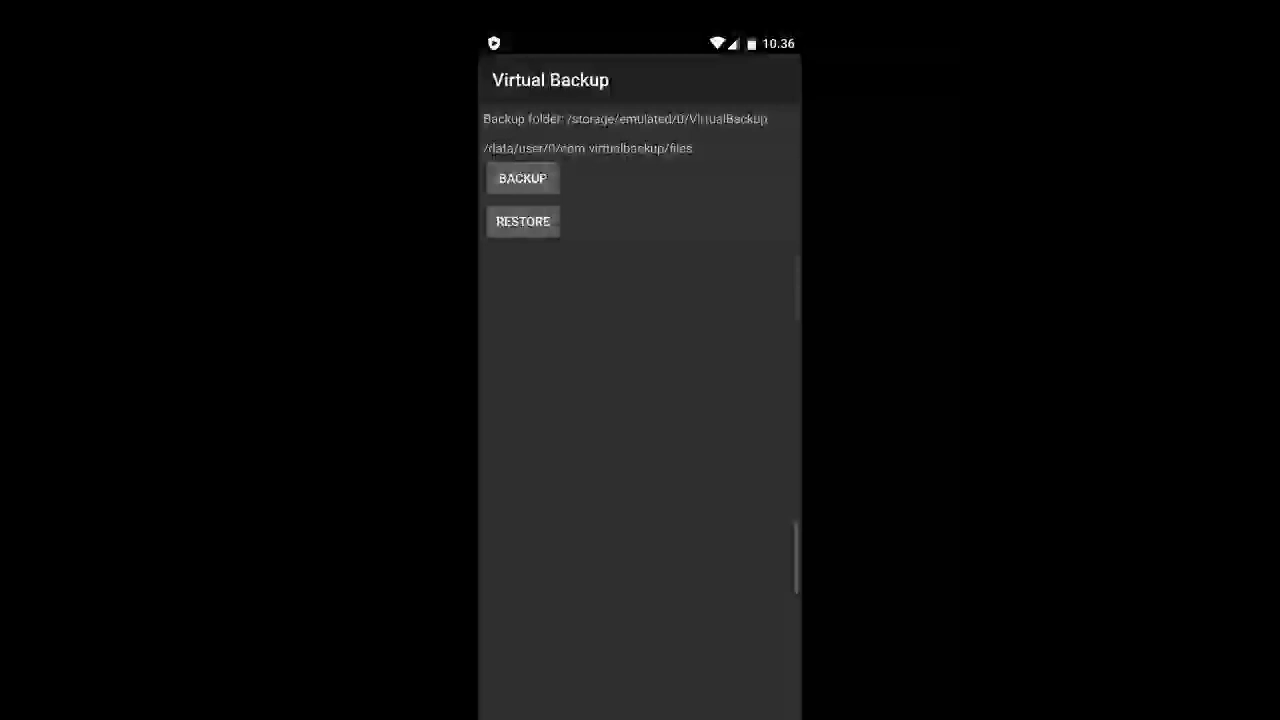 10.36
Virtual Backup
Backup folder: /storage/emulated/0/VirtualBackup
/data/user/0/com.virtualbackup/files
BACKUP
RESTORE